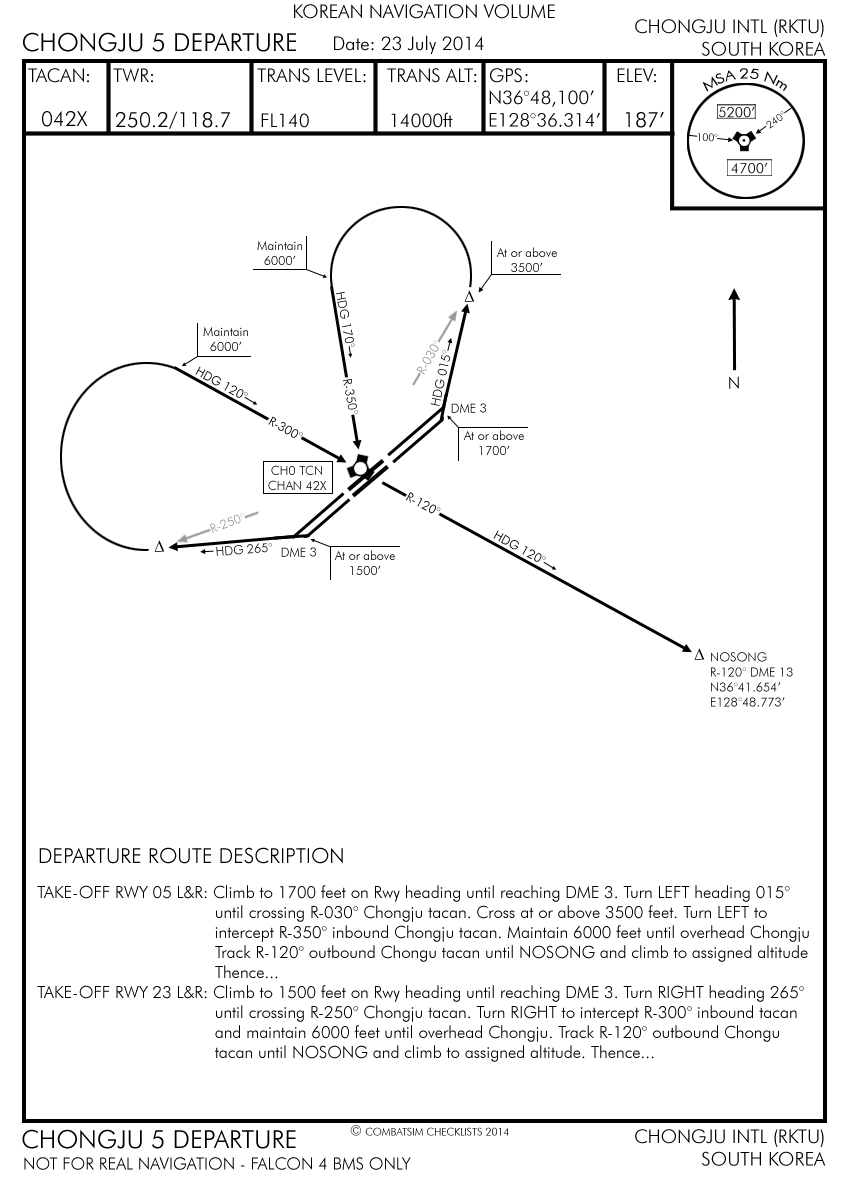 KOREAN NAVIGATION VOLUME
CHONGJU 5 DEPARTURE
Date: 23 July 2014
CHONGJU INTL (RKTU)
SOUTH KOREA
TACAN:
042X
TWR:
250.2/118.7
TRANS LEVEL:
FL140
TRANS ALT:
14000ft
GPS:
N36°48,100’
E128°36.314’
ELEV:
187’
MSA 25 Nm
5200’
240°
100°
4700’
Maintain
6000’
At or above
3500’
HDG 170°
R-030°
HDG 015°
N
Maintain
6000’
HDG 120°
R-350°
R-300°
DME 3
At or above
1700’
CH0 TCN
CHAN 42X
R-120°
R-250°
HDG 265°
DME 3
At or above
1500’
HDG 120°
NOSONG
R-120° DME 13
N36°41.654’
E128°48.773’
DEPARTURE ROUTE DESCRIPTION
TAKE-OFF RWY 05 L&R: Climb to 1700 feet on Rwy heading until reaching DME 3. Turn LEFT heading 015°
until crossing R-030° Chongju tacan. Cross at or above 3500 feet. Turn LEFT to
intercept R-350° inbound Chongju tacan. Maintain 6000 feet until overhead Chongju
Track R-120° outbound Chongu tacan until NOSONG and climb to assigned altitude
Thence...
TAKE-OFF RWY 23 L&R: Climb to 1500 feet on Rwy heading until reaching DME 3. Turn RIGHT heading 265°
until crossing R-250° Chongju tacan. Turn RIGHT to intercept R-300° inbound tacan
and maintain 6000 feet until overhead Chongju. Track R-120° outbound Chongu
tacan until NOSONG and climb to assigned altitude. Thence...
CHONGJU 5 DEPARTURE
© COMBATSIM CHECKLISTS 2014
CHONGJU INTL (RKTU)
NOT FOR REAL NAVIGATION - FALCON 4 BMS ONLY
SOUTH KOREA